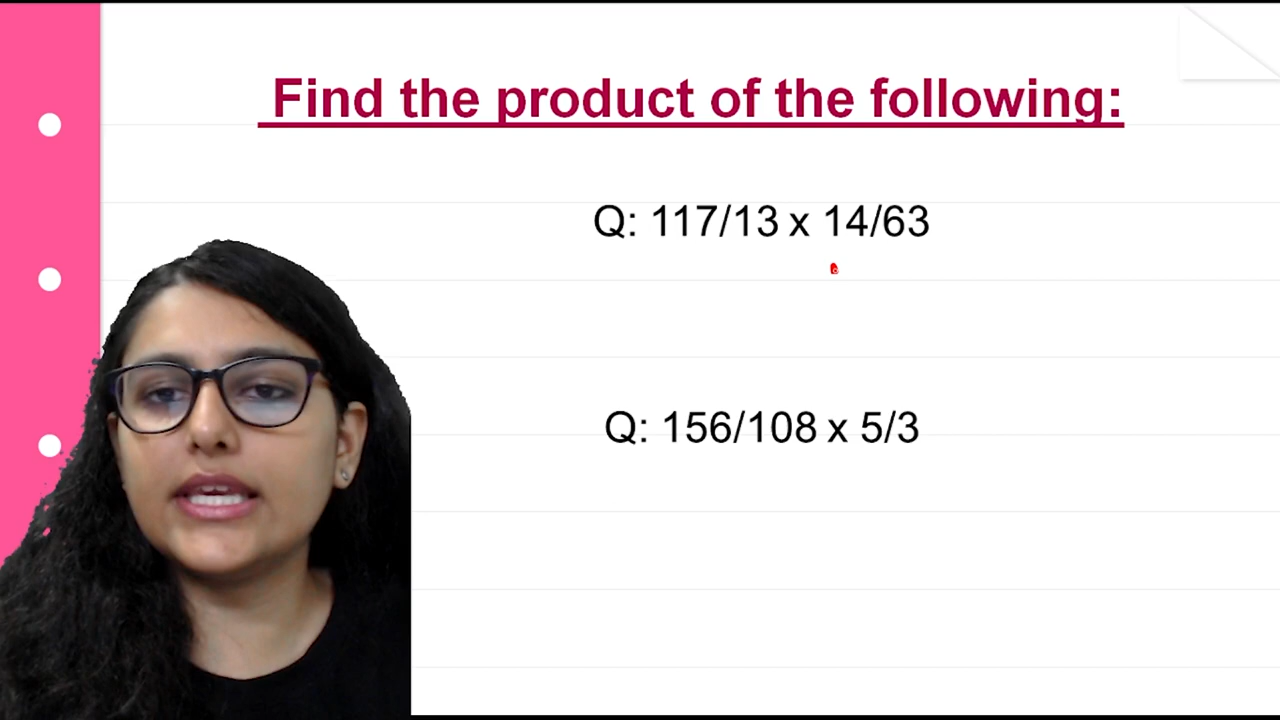 Find the product of the following:
Q: 117/13 x 14/63
Q: 156/108 x 5/3